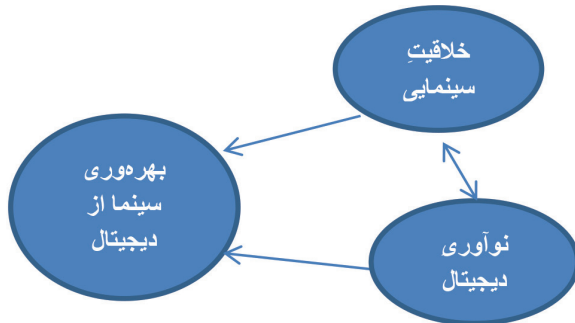 خلاقیتِ
سینمایی
بهره‌وری
سینما از
دیجیتال
نوآوری
دیجیتال